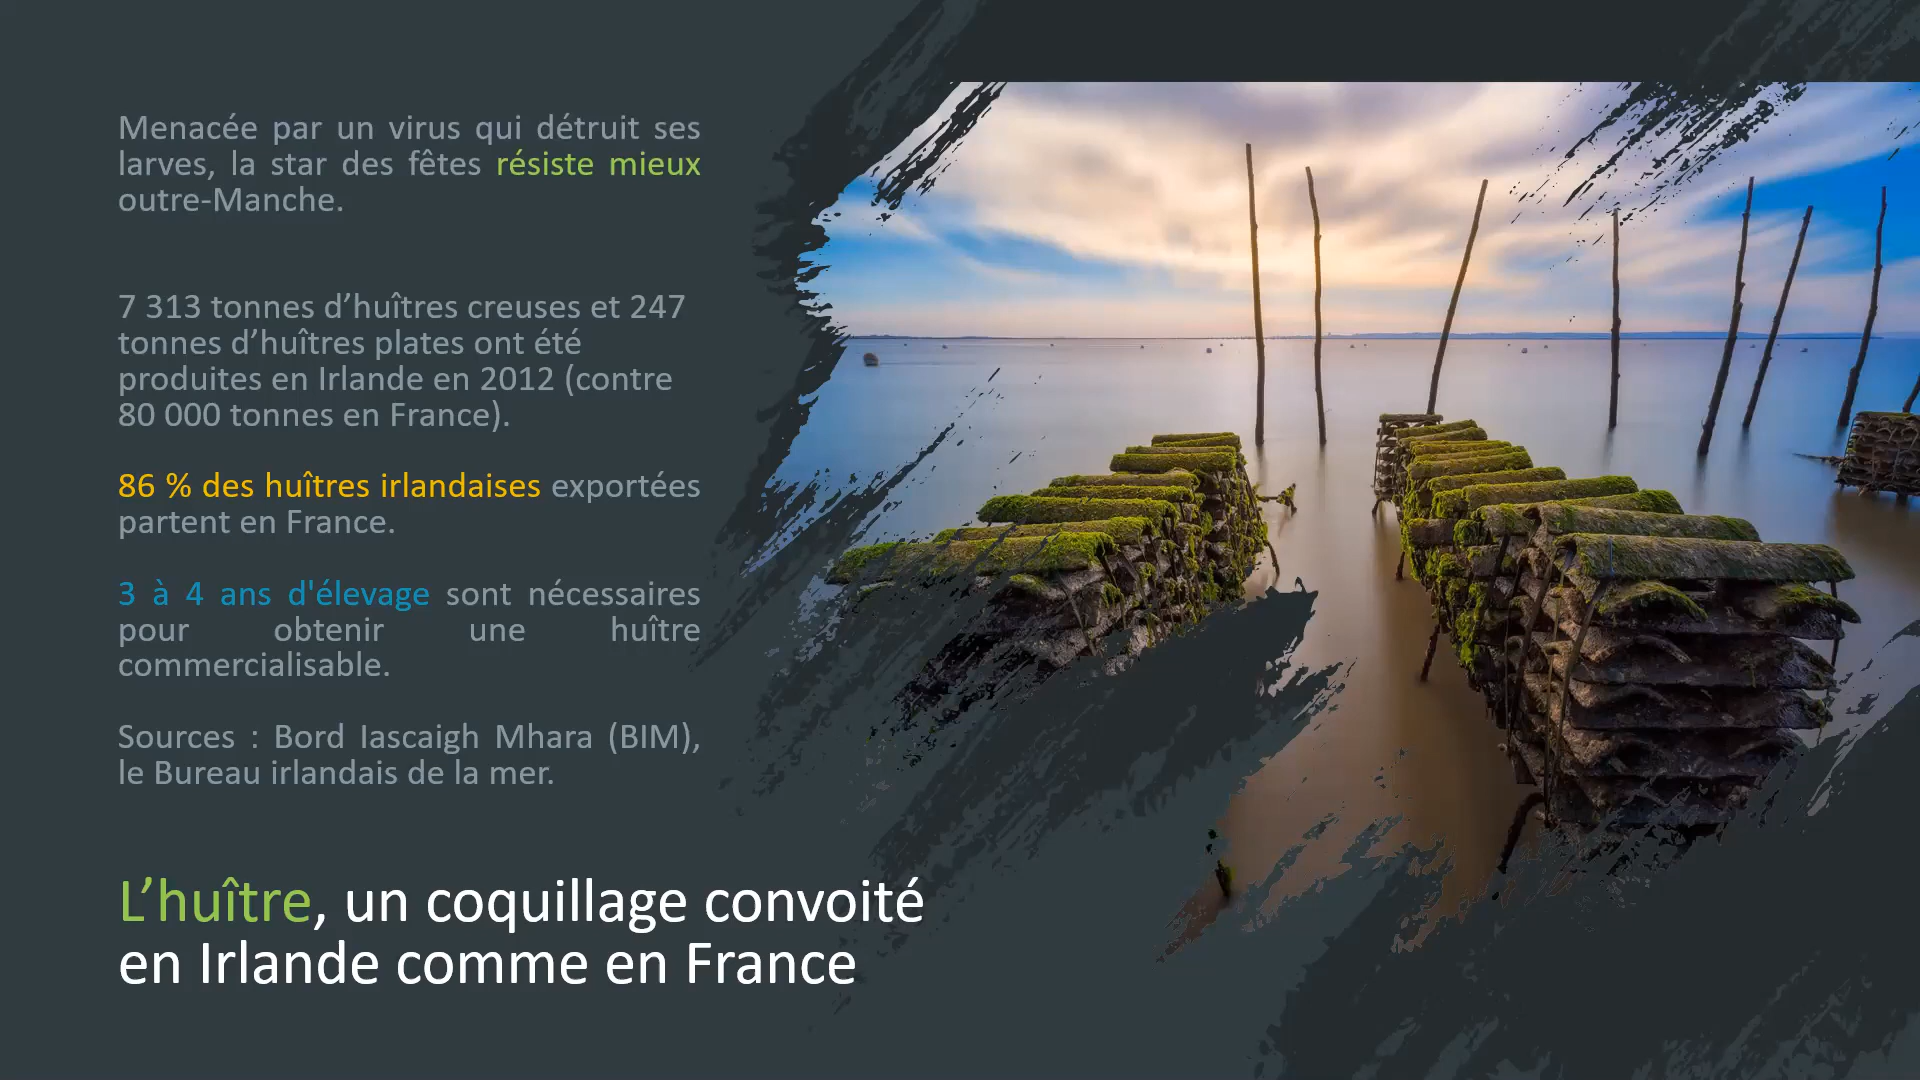 Menacée par un virus qui détruit ses
larves, la star des fêtes résiste mieux
outre-Manche.
7 313 tonnes d’huîtres creuses et 247
tonnes d’huîtres plates ont été
produites en Irlande en 2012 (contre
80 000 tonnes en France).
86 % des huîtres irlandaises exportées
partent en France.
3 à 4 ans d'élevage sont nécessaires
pour obtenir une huître
commercialisable.
Sources : Bord Iascaigh Mhara (BIM),
le Bureau irlandais de la mer.
L’huître, un coquillage convoité
en Irlande comme en France